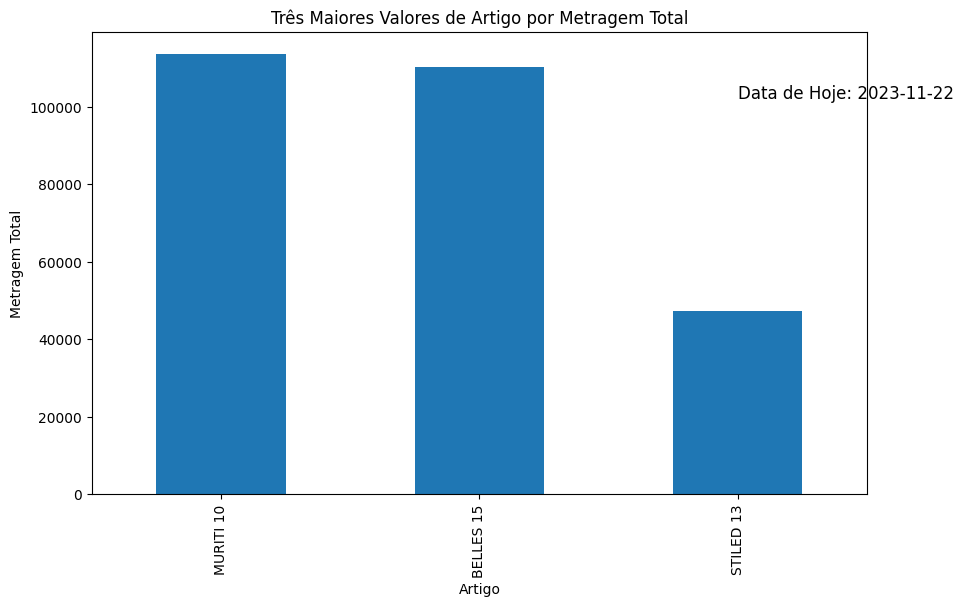 Três Maiores Valores de Artigo por Metragem Total
Data de Hoje: 2023-11-22
Metragem Total
100000
80000
60000
40000
20000
0
MURITI 10
BELLES 15
STILED 13
Artigo